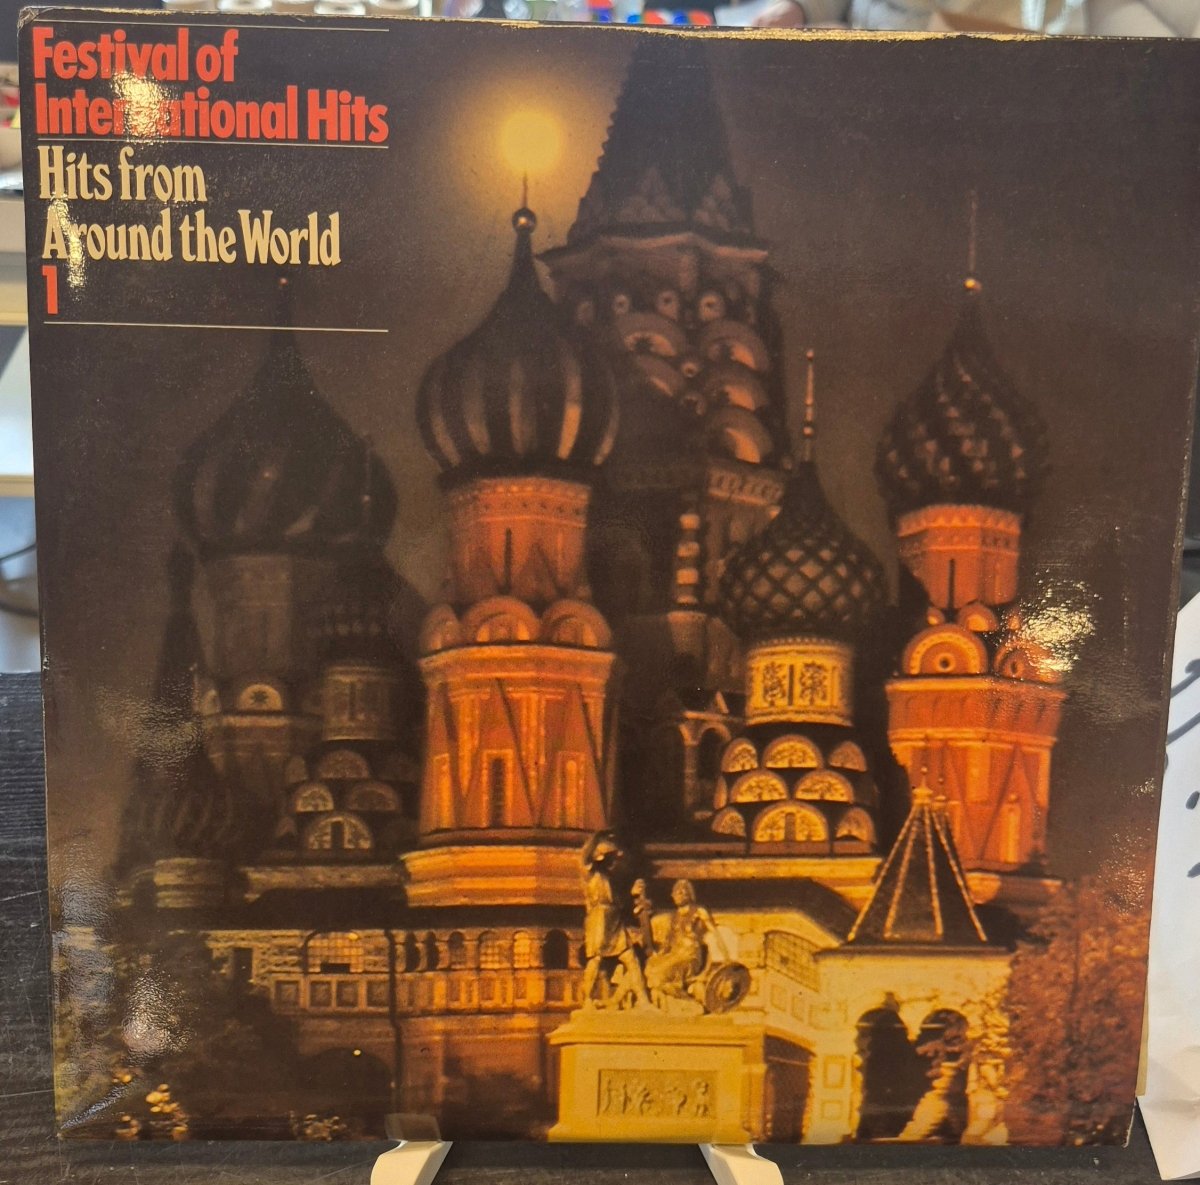 Festival of
International Hits
Hits from
Around the World
1